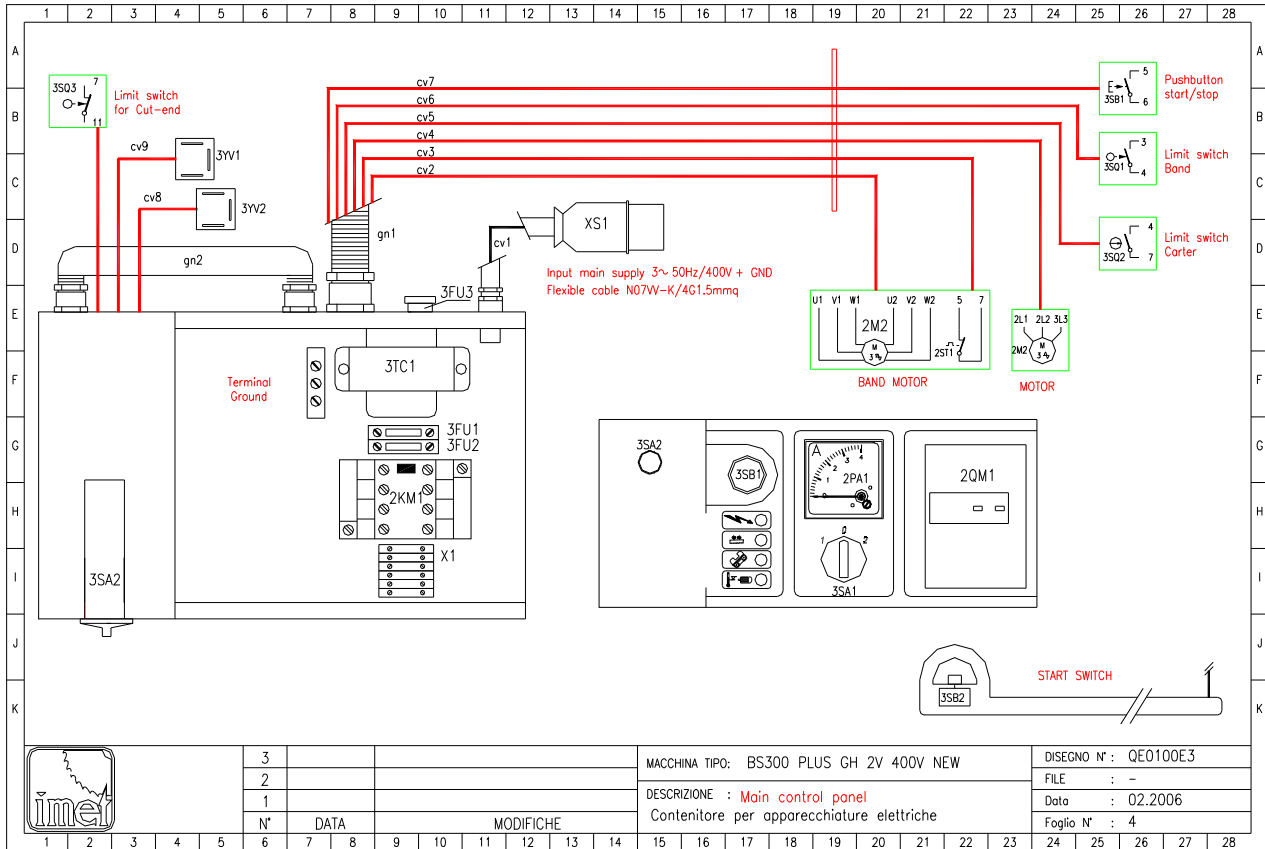 1 2 3 4 5 6 7 8 9 10 11 12 13 14 15 16 17 18 19 20 21 22 23 24 25 26 27 28
A A
B B
C C
D D
E E
F F
G G
H H
I I
J J
K K
3SQ3
7
11
Limit switch
for Cut-end
cv9
3YV1
cv8
3YV2
gn2
gn1
cv7
cv6
cv5
cv4
cv3
cv2
cv1
XS1
Input main supply 3~ 50Hz/400V + GND
Flexible cable N07VV-K/4G1.5mmq
3SB1
5
6
Pushbutton
start/stop
3SQ1
3
4
Limit switch
Band
3SQ2
4
7
Limit switch
Carter
U1 V1 W1 U2 V2 W2 5 7
2M2
M
3
2ST1
BAND MOTOR
2L1 2L2 3L3
2M2
M
3
MOTOR
3FU3
3TC1
Terminal
Ground
3FU1
3FU2
2KM1
X1
3SA2
3SA2
3SB1
A
1 2 3 4
2PA1
0
1 2
3SA1
2QM1
START SWITCH
3SB2
imet
3
2
1
N° DATA MODIFICHE
MACCHINA TIPO: BS300 PLUS GH 2V 400V NEW
DESCRIZIONE : Main control panel
Contenitore per apparecchiature elettriche
DISEGNO N° : QE0100E3
FILE : -
Data : 02.2006
Foglio N° : 4
1 2 3 4 5 6 7 8 9 10 11 12 13 14 15 16 17 18 19 20 21 22 23 24 25 26 27 28